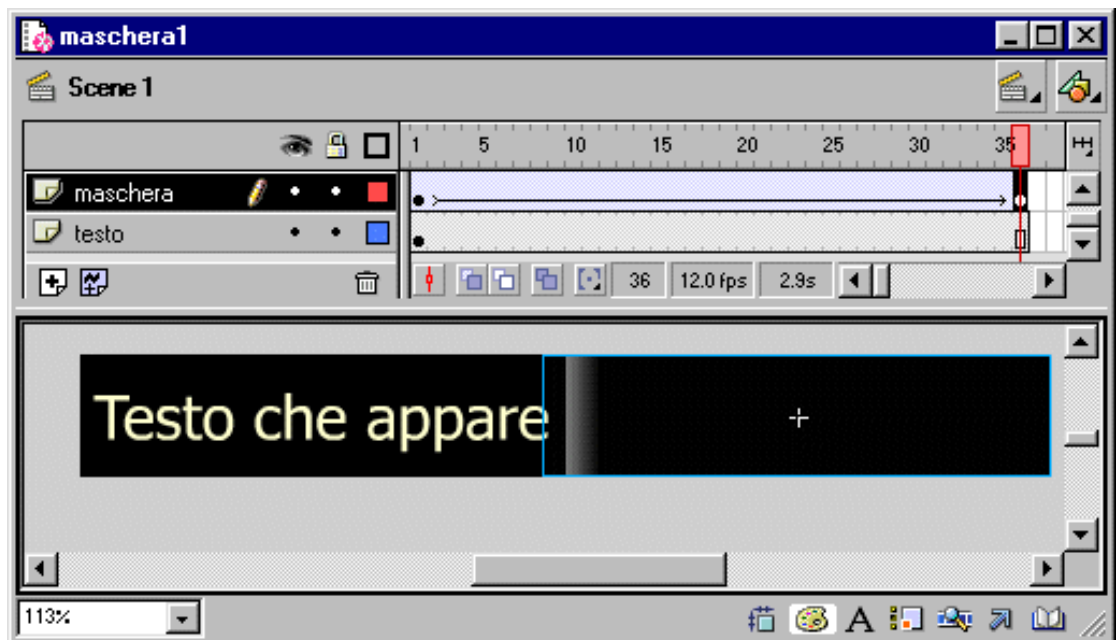 maschera1
Scene 1
1 5 10 15 20 25 30 35
maschera
testo
36 12.0 fps 2.9s
Testo che appare
113%
A